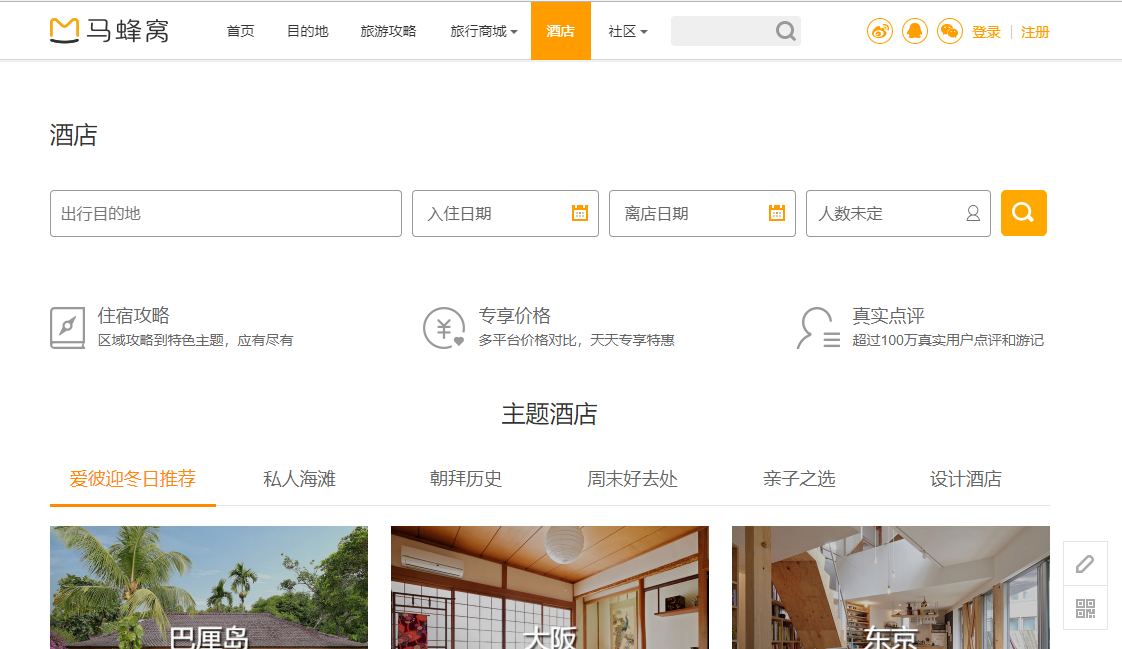 马蜂窝
首页 目的地 旅游攻略 旅行商城 酒店 社区
登录 | 注册
酒店
出行目的地 入住日期 离店日期 人数未定
住宿攻略 专享价格 真实点评
区域攻略到特色主题，应有尽有 多平台价格对比，天天专享特惠 超过100万真实用户点评和游记
主题酒店
爱彼迎冬日推荐 私人海滩 朝拜历史 周末好去处 亲子之选 设计酒店
巴厘岛 大阪 东京